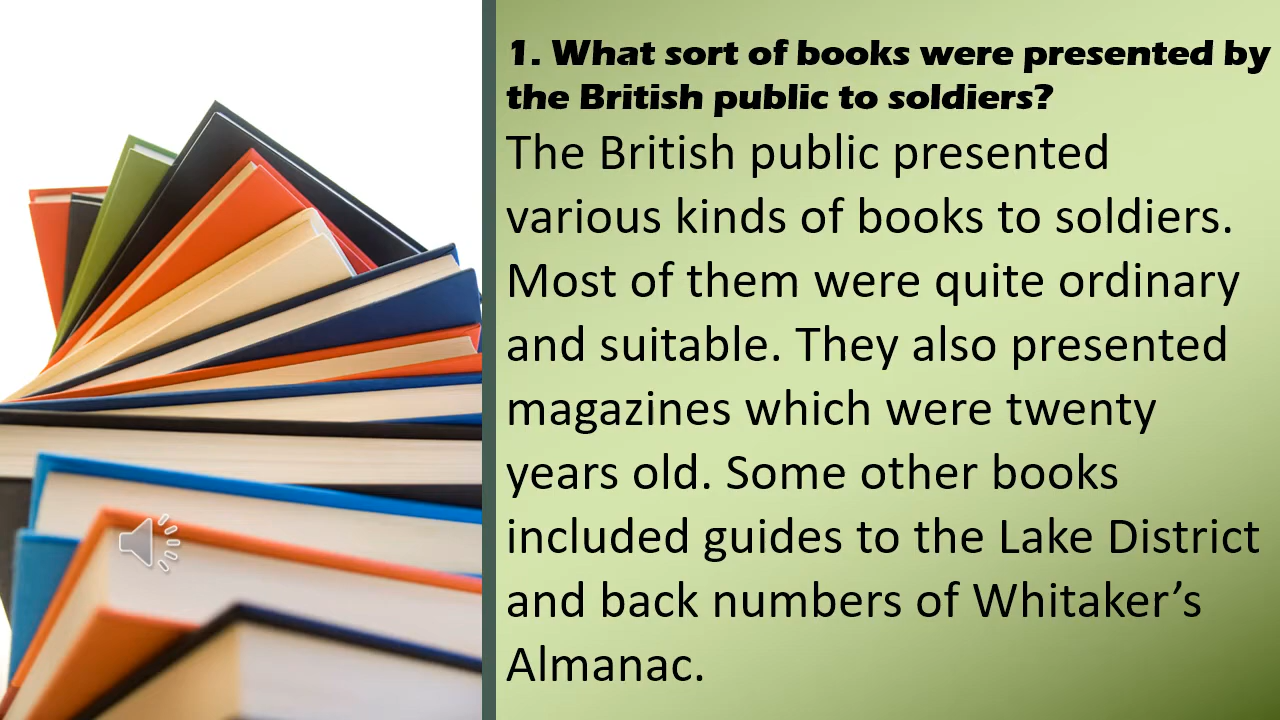 1. What sort of books were presented by
the British public to soldiers?
The British public presented
various kinds of books to soldiers.
Most of them were quite ordinary
and suitable. They also presented
magazines which were twenty
years old. Some other books
included guides to the Lake District
and back numbers of Whitaker’s
Almanac.